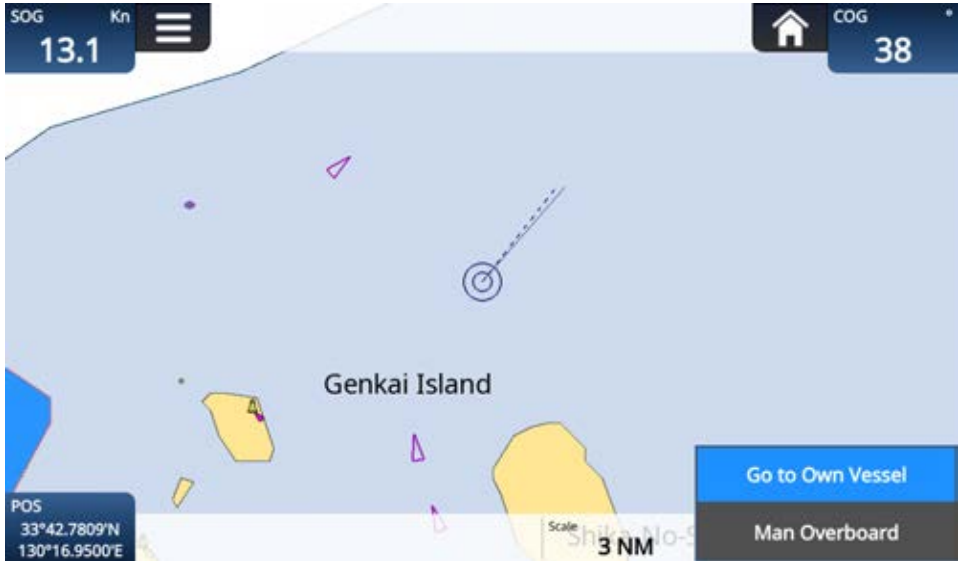 SOG Kn
13.1
COG °
38
Genkai Island
Go to Own Vessel
Man Overboard
POS
33°42.7809'N
130°16.9500'E
Scale
3 NM